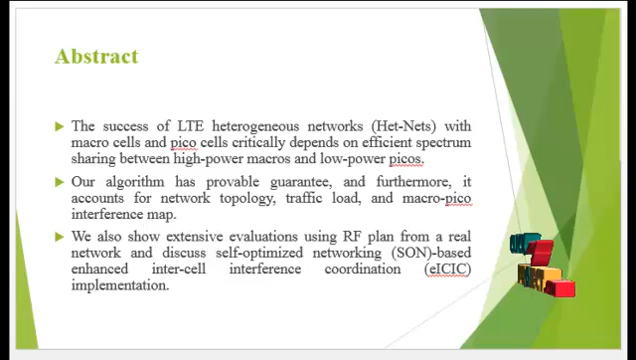 Abstract
The success of LTE heterogeneous networks (Het-Nets) with
macro cells and pico cells critically depends on efficient spectrum
sharing between high-power macros and low-power picos.
Our algorithm has provable guarantee, and furthermore, it
accounts for network topology, traffic load, and macro-pico
interference map.
We also show extensive evaluations using RF plan from a real
network and discuss self-optimized networking (SON)-based
enhanced inter-cell interference coordination (eICIC)
implementation.